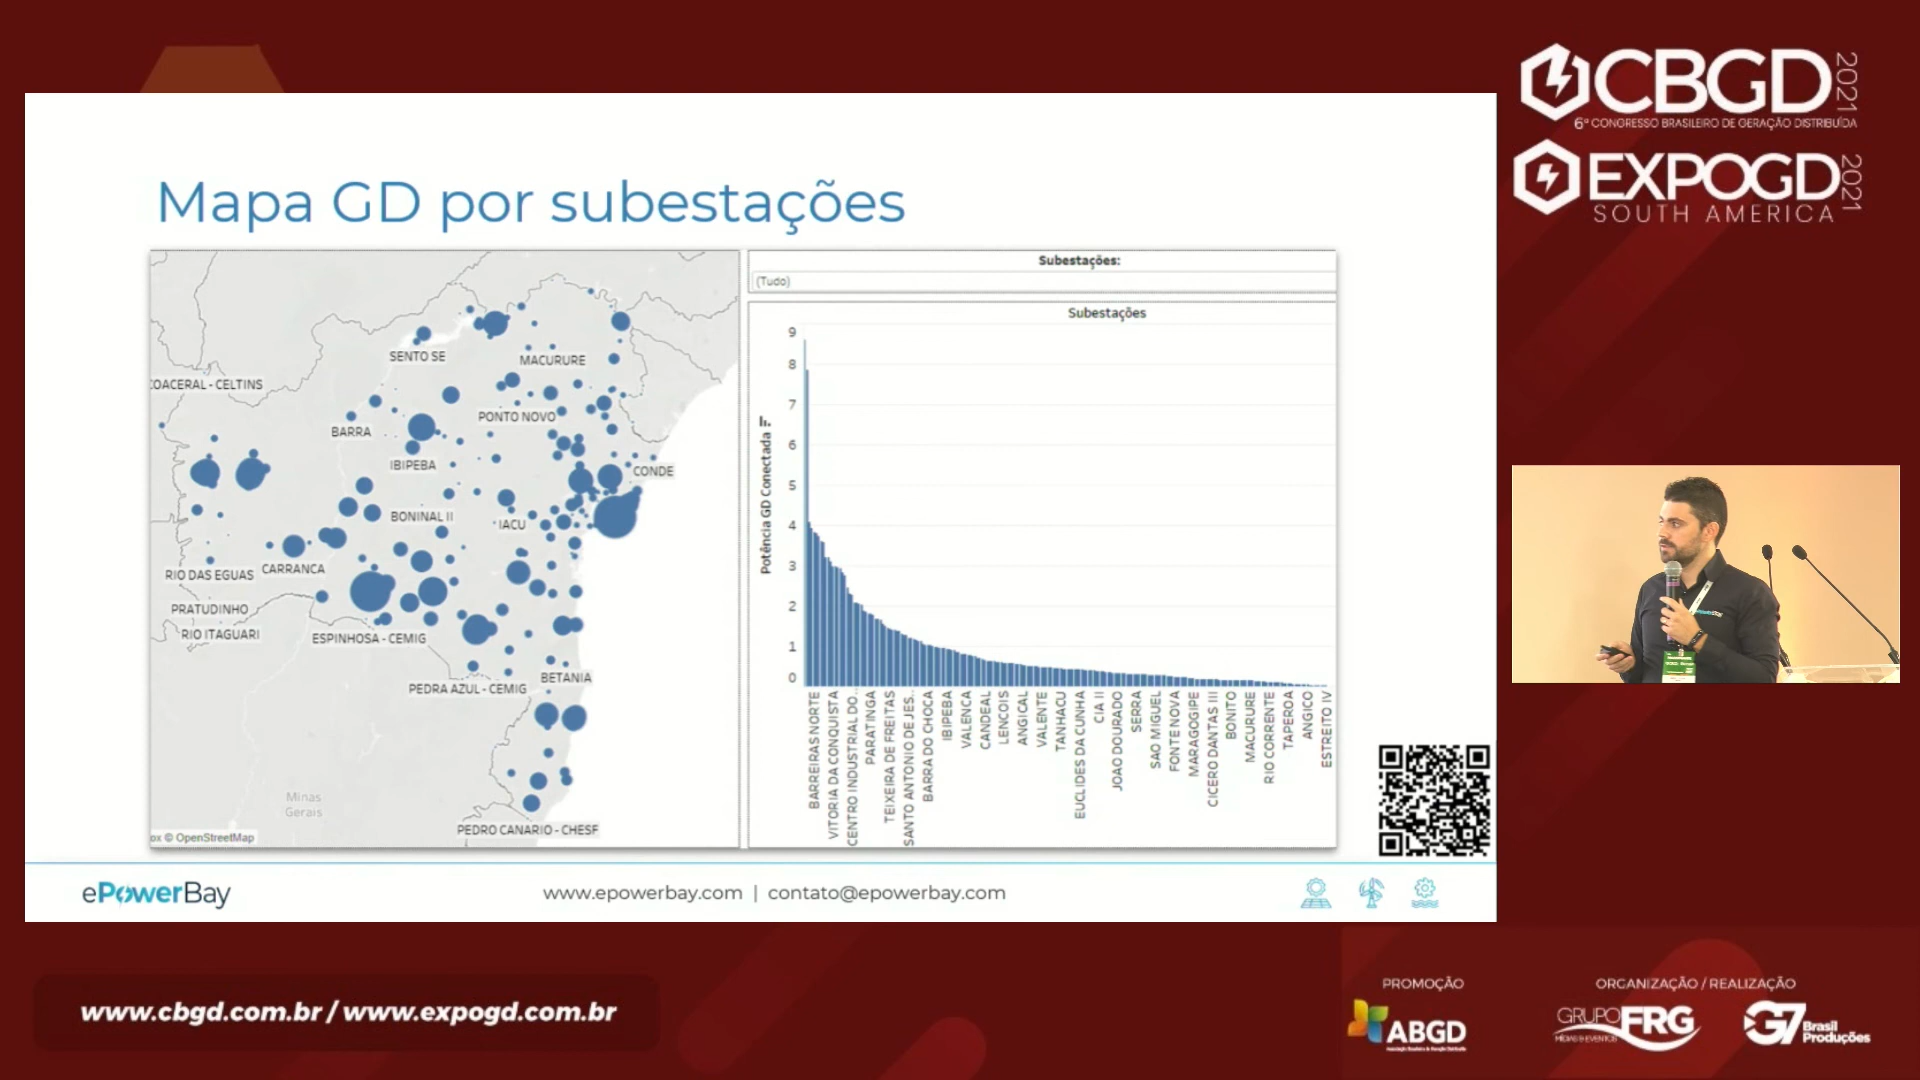 CBGD 2021
6º CONGRESSO BRASILEIRO DE GERAÇÃO DISTRIBUÍDA
EXPOGD 2021
SOUTH AMERICA
Mapa GD por subestações
SENTO SE
MACURURE
COACERAL - CELTINS
PONTO NOVO
BARRA
IBIPEBA
CONDE
BONINAL II
IACU
RIO DAS EGUAS
CARRANCA
PRATUDINHO
RIO ITAGUARI
ESPINHOSA - CEMIG
PEDRA AZUL - CEMIG
BETANIA
Minas
Gerais
PEDRO CANARIO - CHESF
ox © OpenStreetMap
Subestações:
(Tudo)
Subestações
Potência GD Conectada
9
8
7
6
5
4
3
2
1
0
BARREIRAS NORTE
VITORIA DA CONQUISTA
CENTRO INDUSTRIAL DO..
PARATINGA
TEIXEIRA DE FREITAS
SANTO ANTONIO DE JES..
BARRA DO CHOCA
IBIPEBA
VALENCA
CANDEAL
LENCOIS
ANGICAL
VALENTE
TANHACU
EUCLIDES DA CUNHA
CIA II
JOAO DOURADO
SERRA
SAO MIGUEL
FONTE NOVA
MARAGOGIPE
CICERO DANTAS III
BONITO
MACURURE
RIO CORRENTE
TAPEROA
ANGICO
ESTREITO IV
ePowerBay
www.epowerbay.com | contato@epowerbay.com
www.cbgd.com.br / www.expogd.com.br
PROMOÇÃO
ABGD
ORGANIZAÇÃO / REALIZAÇÃO
GRUPO FRG
MÍDIAS & EVENTOS
G7 Brasil
Produções